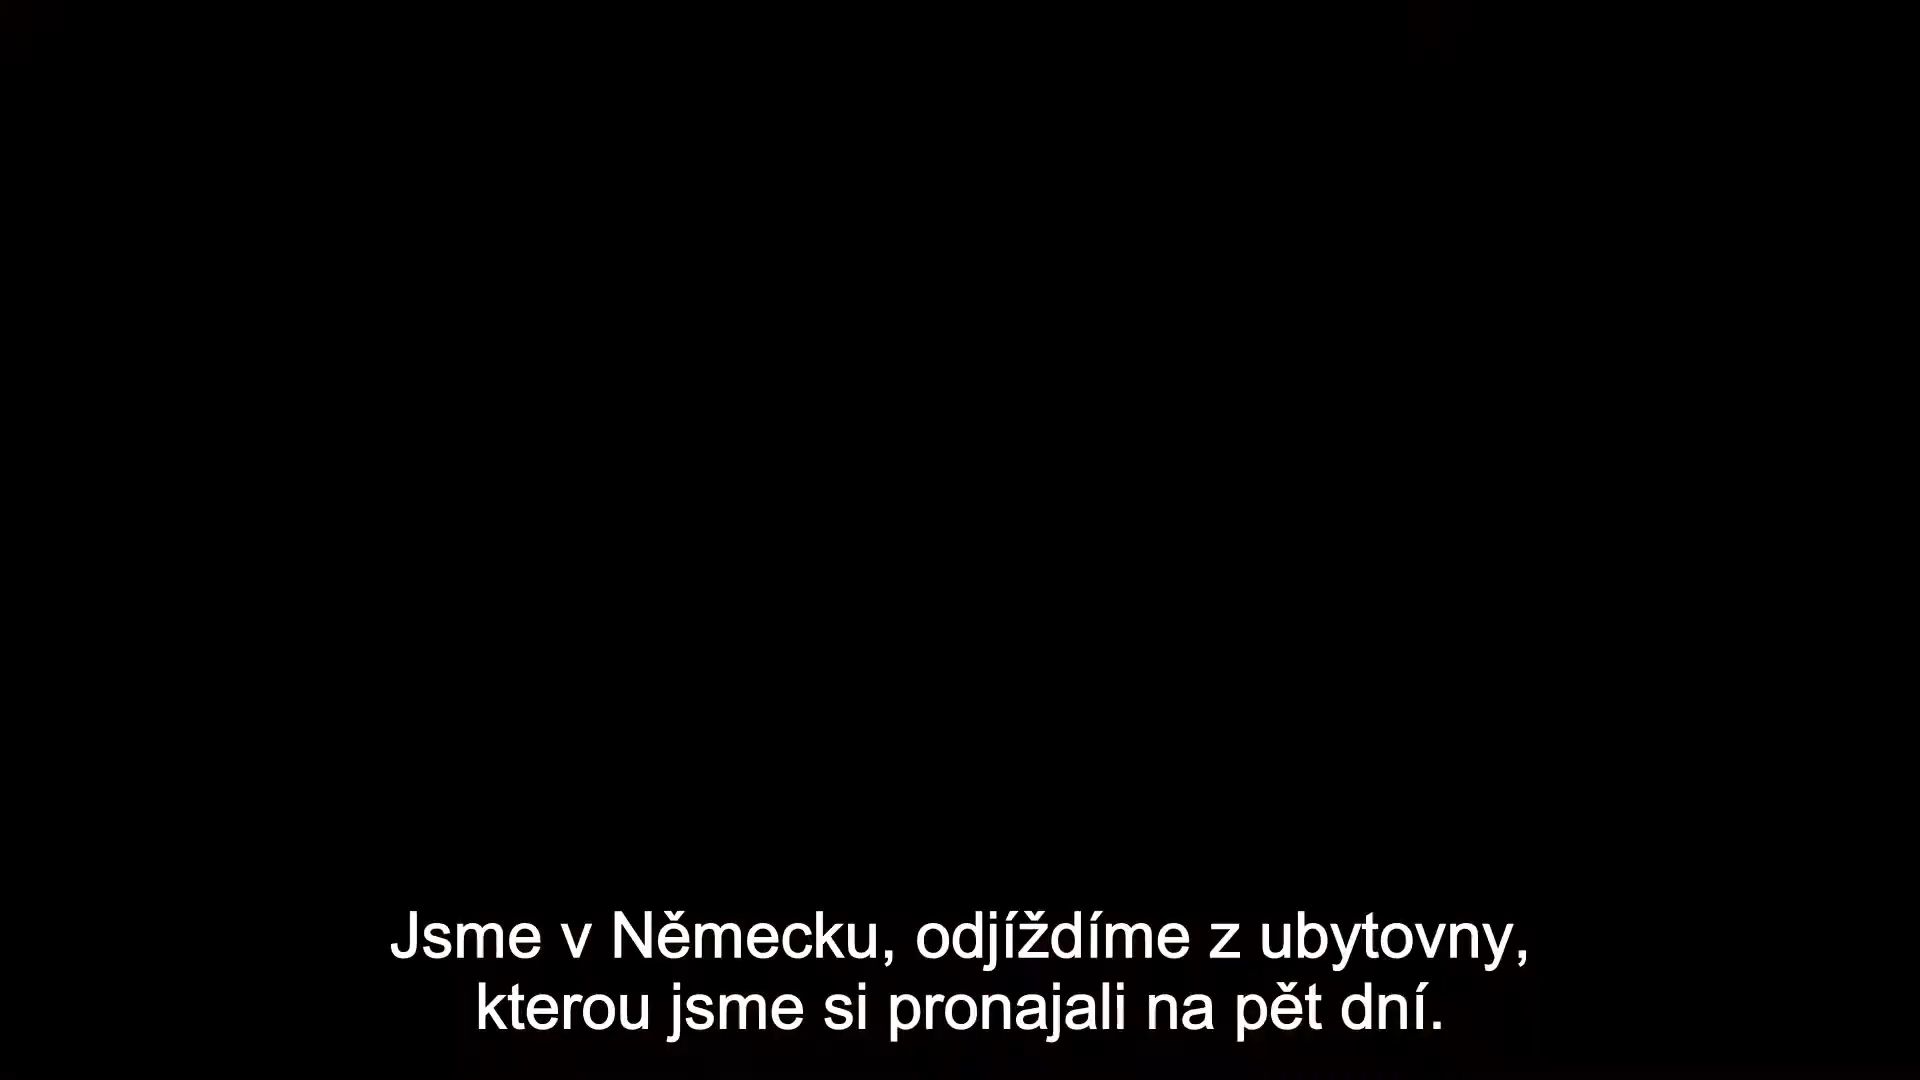 Jsme v Německu, odjíždíme z ubytovny,
kterou jsme si pronajali na pět dní.